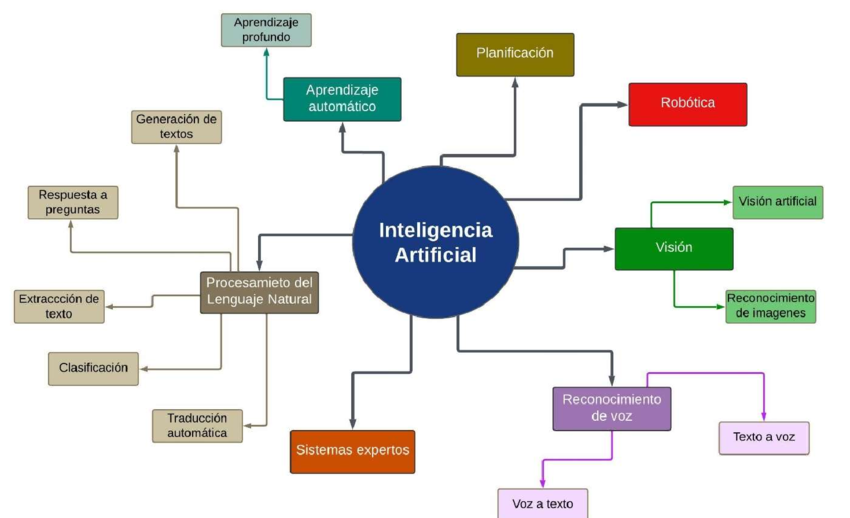 Aprendizaje
profundo
Planificación
Aprendizaje
automático
Robótica
Generación de
textos
Respuesta a
preguntas
Visión artificial
Inteligencia
Artificial
Visión
Procesamieto del
Lenguaje Natural
Extraccción de
texto
Reconocimiento
de imagenes
Clasificación
Reconocimiento
de voz
Traducción
automática
Texto a voz
Sistemas expertos
Voz a texto